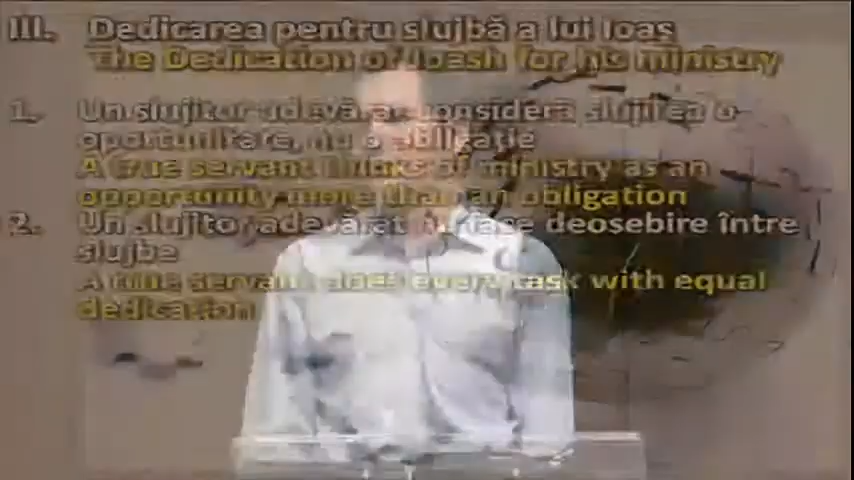 III. Dedicarea pentru slujbă a lui Ioaș
The Dedication of Joash for his ministry
1. Un slujitor adevărat consideră slujirea o
oportunitate, nu o obligație
A true servant thinks of ministry as an
opportunity more than an obligation
2. Un slujitor adevărat nu face deosebire între
slujbe
A true servant does every task with equal
dedication